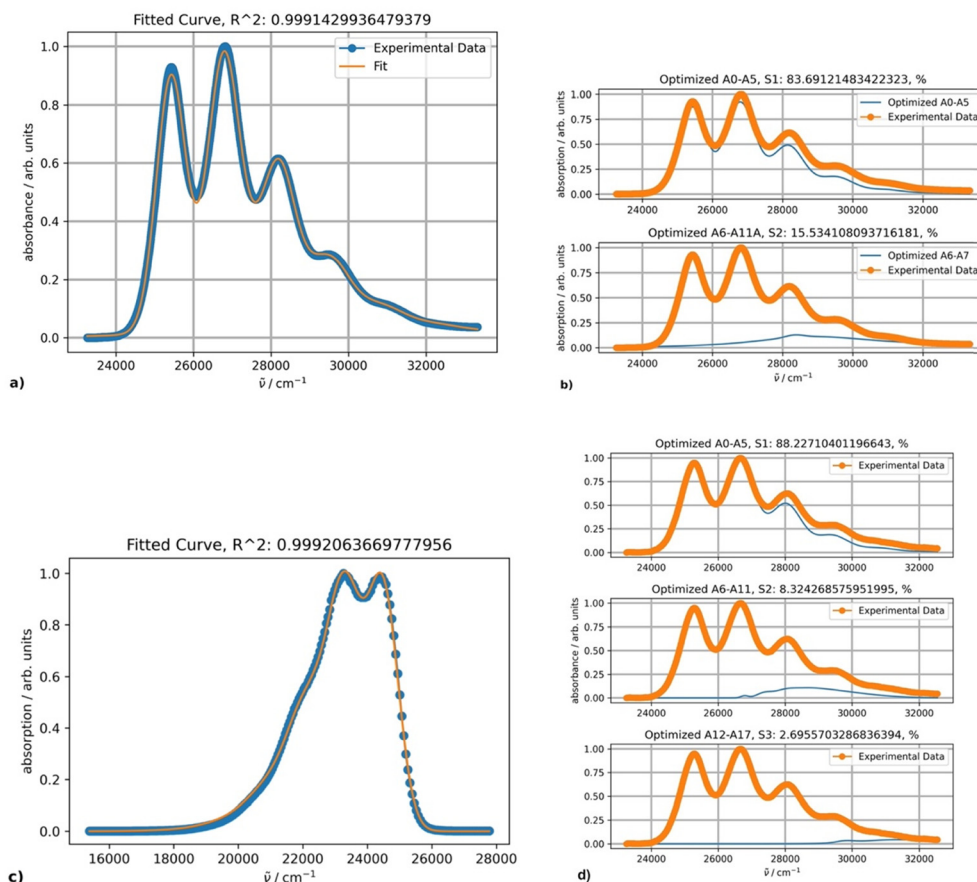 Fitted Curve, R^2: 0.9991429936479379
Experimental Data
Fit
absorbance / arb. units
1.0
0.8
0.6
0.4
0.2
0.0
24000 26000 28000 30000 32000
ṽ / cm⁻¹
a)
Optimized A0-A5, S1: 83.69121483422323, %
Optimized A0-A5
Experimental Data
absorption / arb. units
1.00
0.75
0.50
0.25
0.00
24000 26000 28000 30000 32000
Optimized A6-A11A, S2: 15.534108093716181, %
Optimized A6-A7
Experimental Data
absorption / arb. units
1.00
0.75
0.50
0.25
0.00
24000 26000 28000 30000 32000
ṽ / cm⁻¹
b)
Fitted Curve, R^2: 0.9992063669777956
absorption / arb. units
1.0
0.8
0.6
0.4
0.2
0.0
16000 18000 20000 22000 24000 26000 28000
ṽ / cm⁻¹
c)
Optimized A0-A5, S1: 88.22710401196643, %
Experimental Data
absorption / arb. units
1.00
0.75
0.50
0.25
0.00
24000 26000 28000 30000 32000
Optimized A6-A11, S2: 8.324268575951995, %
Experimental Data
absorbance / arb. units
1.00
0.75
0.50
0.25
0.00
24000 26000 28000 30000 32000
Optimized A12-A17, S3: 2.6955703286836394, %
Experimental Data
absorption / arb. units
1.00
0.75
0.50
0.25
0.00
24000 26000 28000 30000 32000
ṽ / cm⁻¹
d)